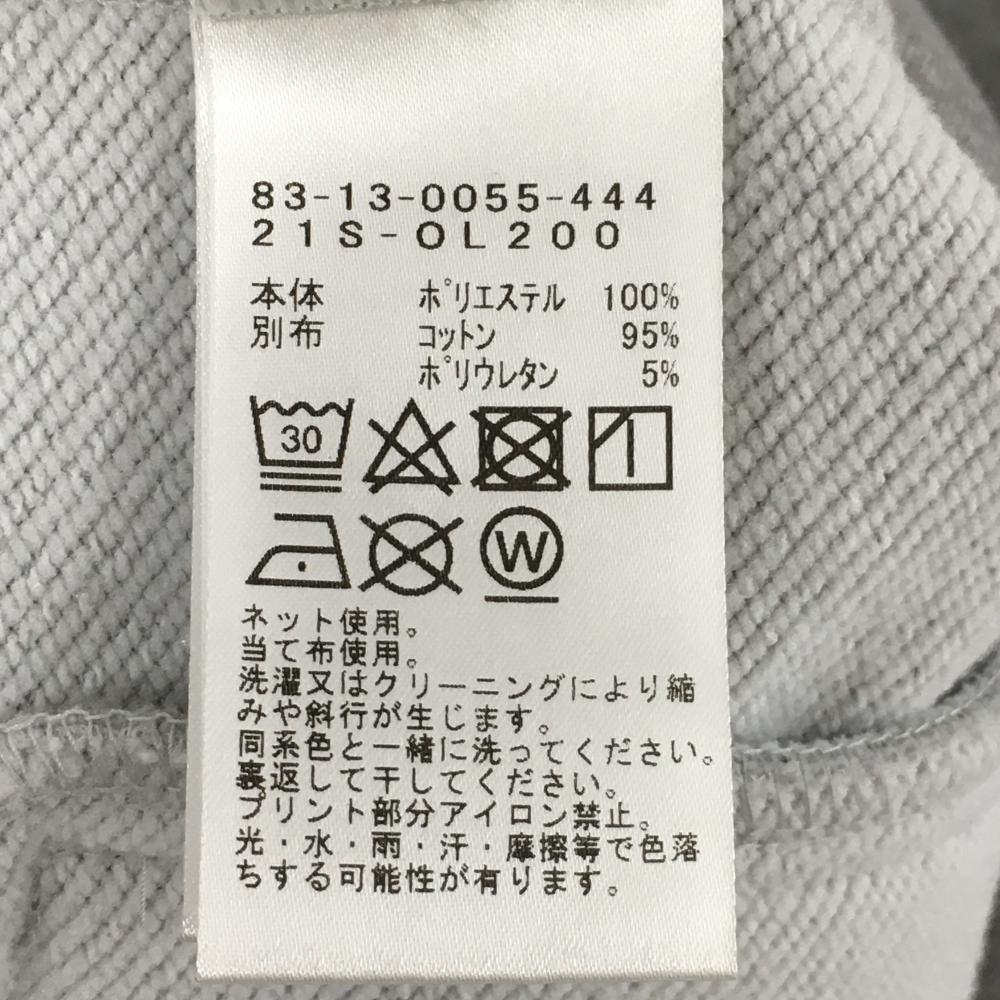 83-13-0055-444
21S-OL200
本体 ポリエステル 100%
別布 コットン 95%
ポリウレタン 5%
30
W
ネット使用。
当て布使用。
洗濯又はクリーニングにより縮
みや斜行が生じます。
同系色と一緒に洗ってください。
裏返して干してください。
プリント部分アイロン禁止。
光・水・雨・汗・摩擦等で色落
ちする可能性が有ります。